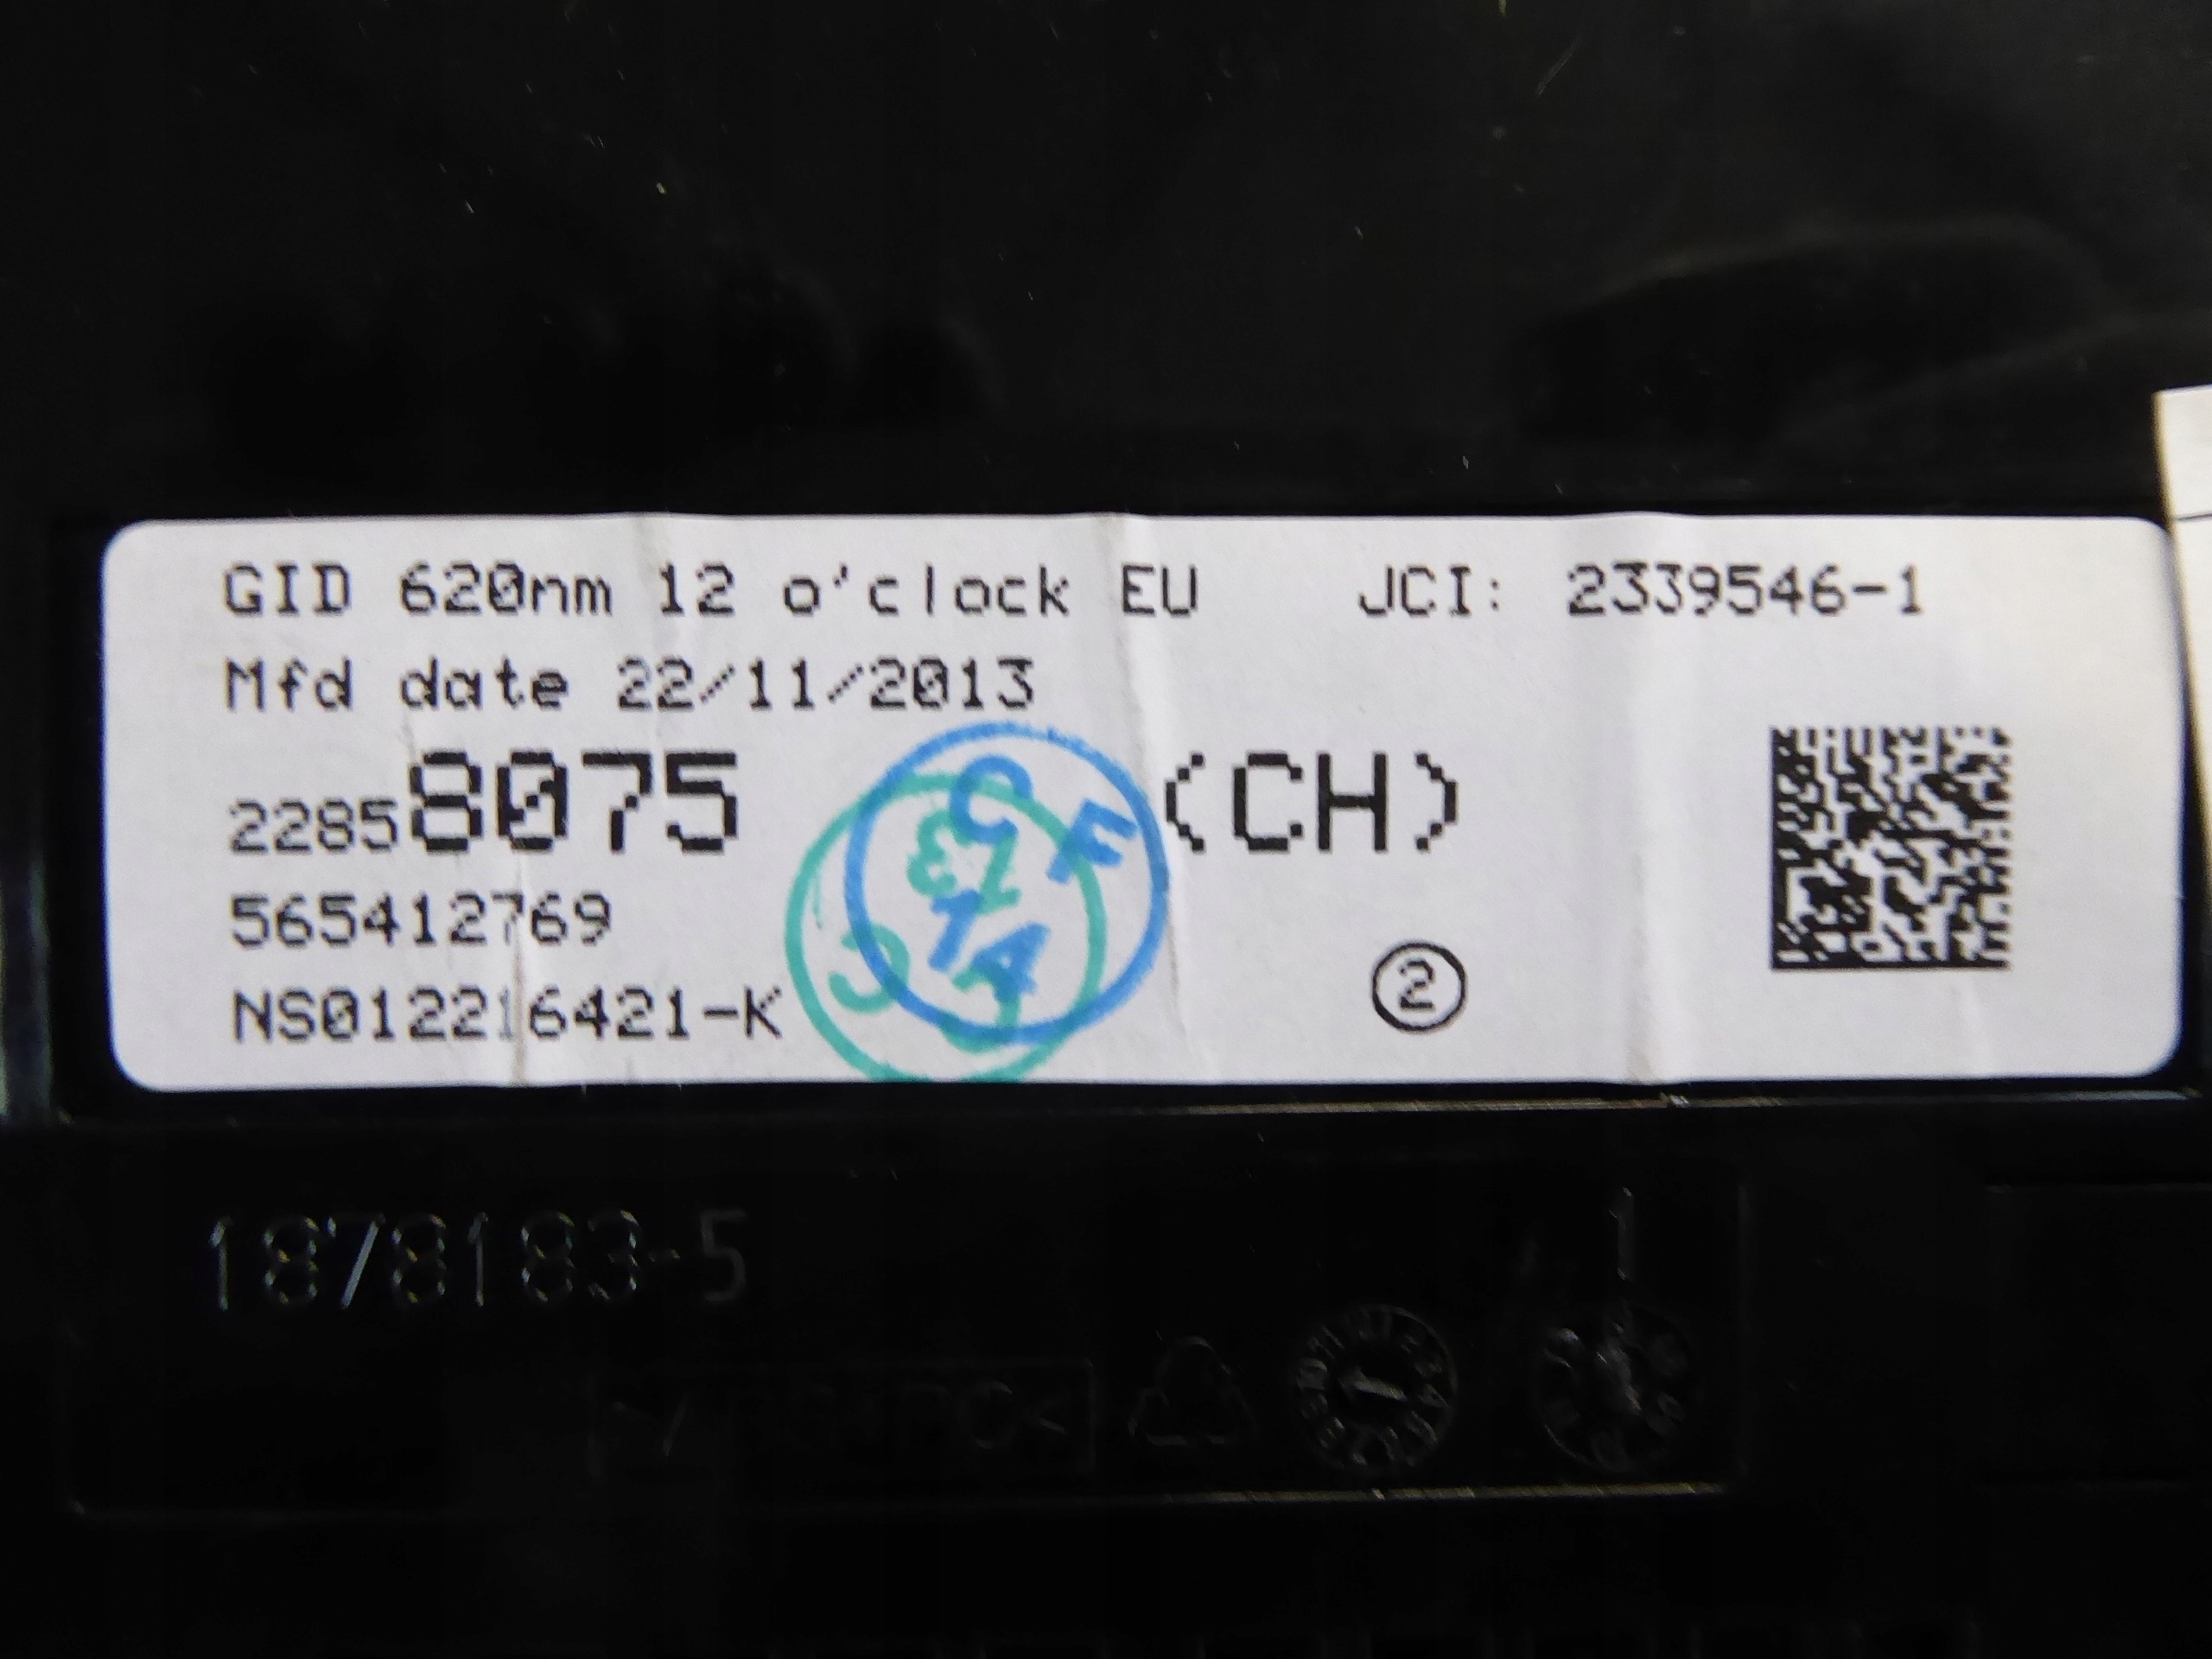 GID 620nm 12 o'clock EU JCI: 2339546-1
Mfd date 22/11/2013
22858075 (CH)
565412769
NS012216421-K
2
1878183-5